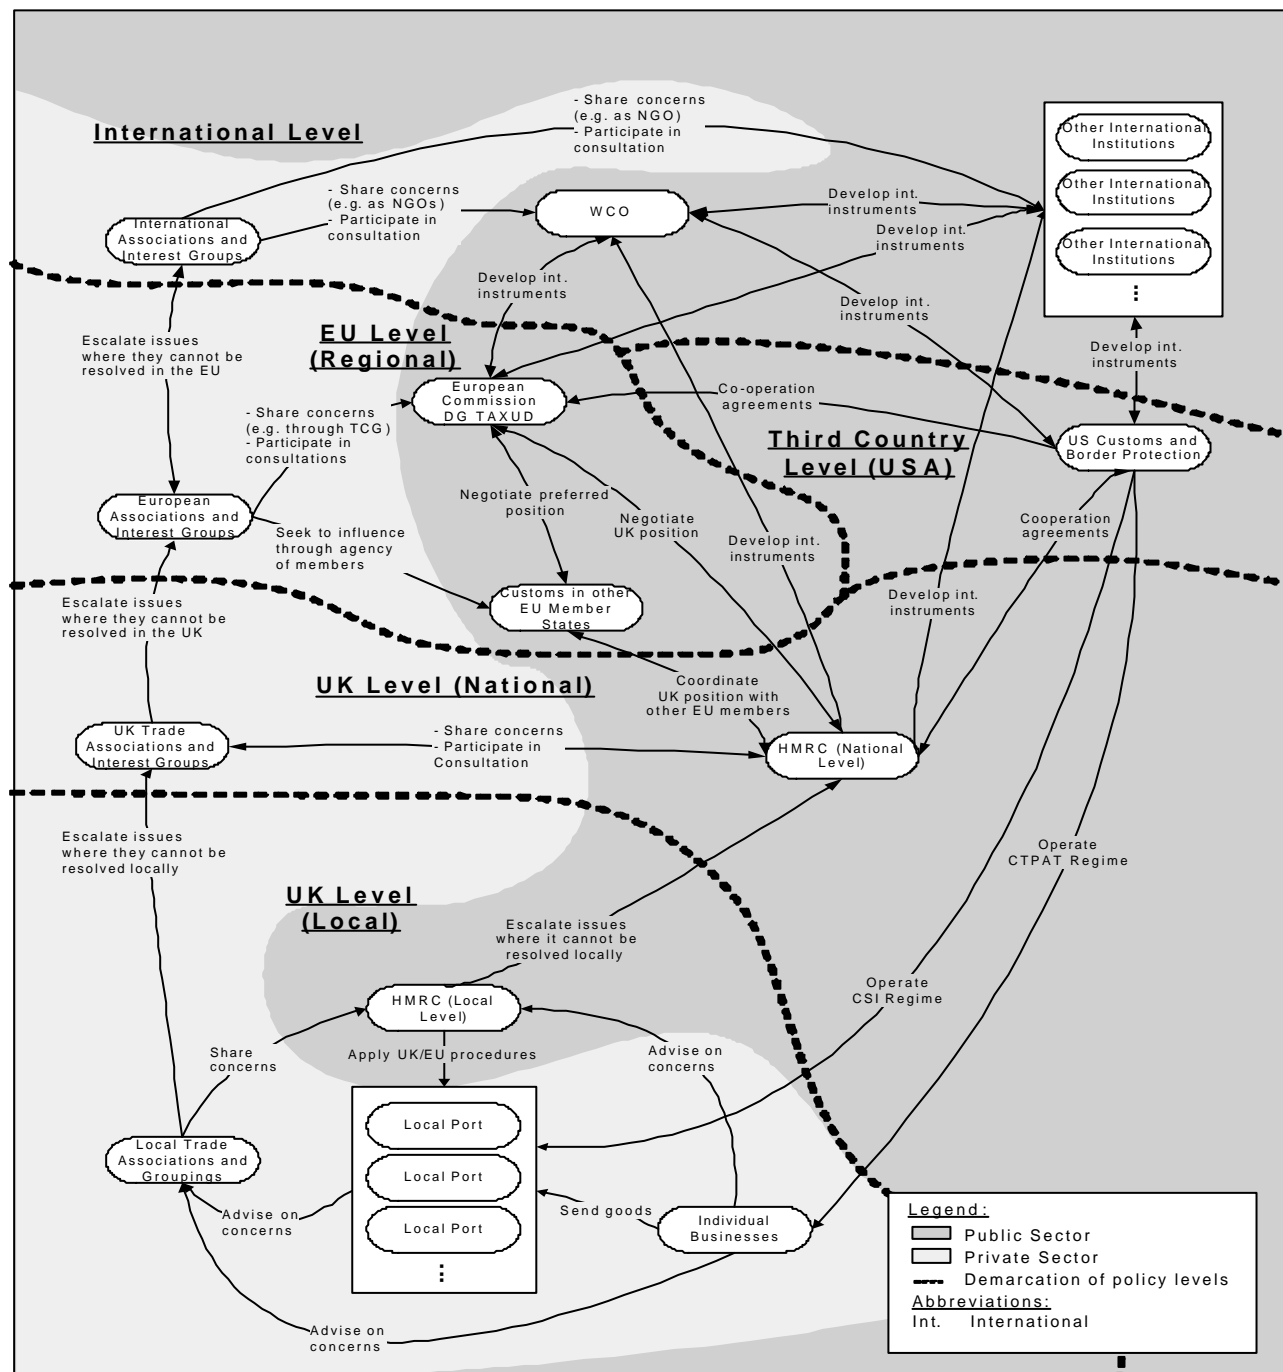 International Level
- Share concerns
(e.g. as NGO)
- Participate in
consultation
Other International
Institutions
Other International
Institutions
Other International
Institutions
...
- Share concerns
(e.g. as NGOs)
- Participate in
consultation
WCO
Develop int.
instruments
Develop int.
instruments
International
Associations and
Interest Groups
Develop int.
instruments
Develop int.
instruments
Escalate issues
where they cannot be
resolved in the EU
EU Level
(Regional)
Develop int.
instruments
European
Commission
DG TAXUD
Co-operation
agreements
- Share concerns
(e.g. through TCG)
- Participate in
consultations
Third Country
Level (USA)
US Customs and
Border Protection
European
Associations and
Interest Groups
Negotiate preferred
position
Negotiate
UK position
Develop int.
instruments
Cooperation
agreements
Seek to influence
through agency
of members
Escalate issues
where they cannot be
resolved in the UK
Customs in other
EU Member
States
Develop int.
instruments
UK Level (National)
Coordinate
UK position with
other EU members
UK Trade
Associations and
Interest Groups
- Share concerns
- Participate in
Consultation
HMRC (National
Level)
Escalate issues
where they cannot be
resolved locally
Operate
CTPAT Regime
UK Level
(Local)
Escalate issues
where it cannot be
resolved locally
Operate
CSI Regime
HMRC (Local
Level)
Share
concerns
Apply UK/EU procedures
Advise on
concerns
Local Port
Local Port
Local Port
...
Local Trade
Associations and
Groupings
Advise on
concerns
Send goods
Individual
Businesses
Advise on
concerns
Legend:
Public Sector
Private Sector
Demarcation of policy levels
Abbreviations:
Int. International